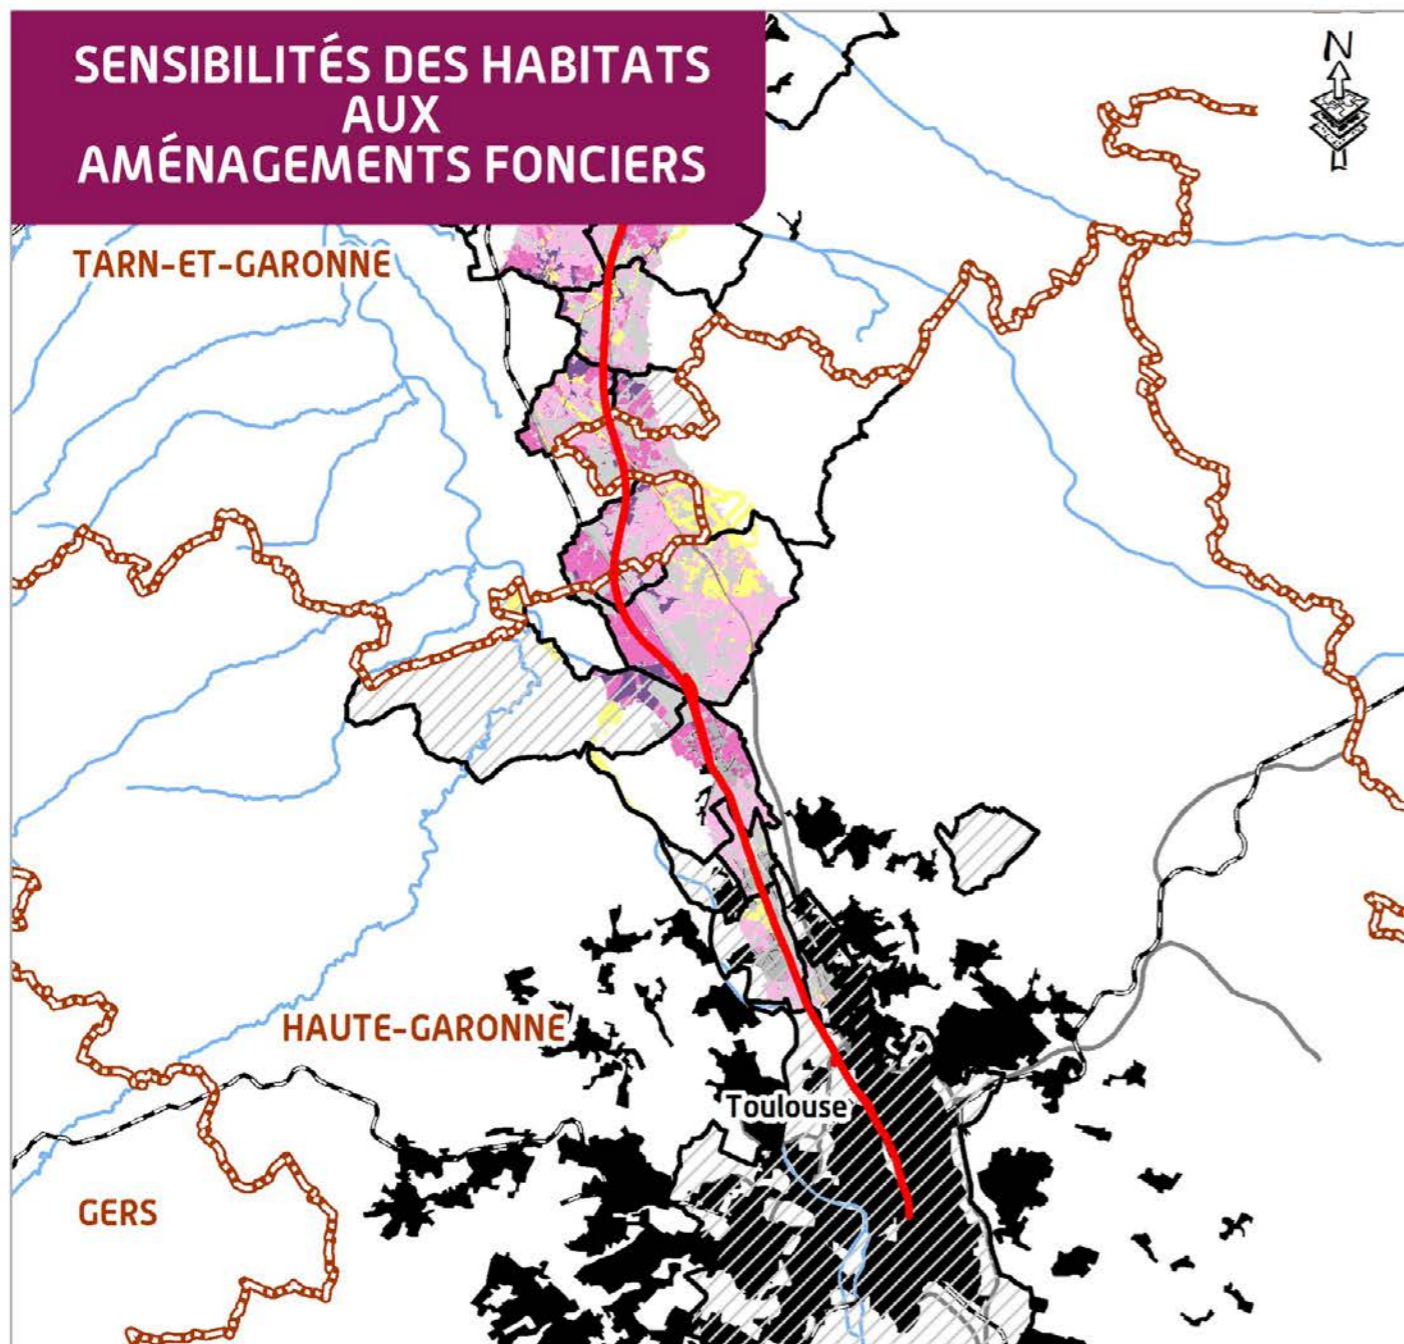 SENSIBILITÉS DES HABITATS
AUX
AMÉNAGEMENTS FONCIERS
N
TARN-ET-GARONNE
HAUTE-GARONNE
Toulouse
GERS